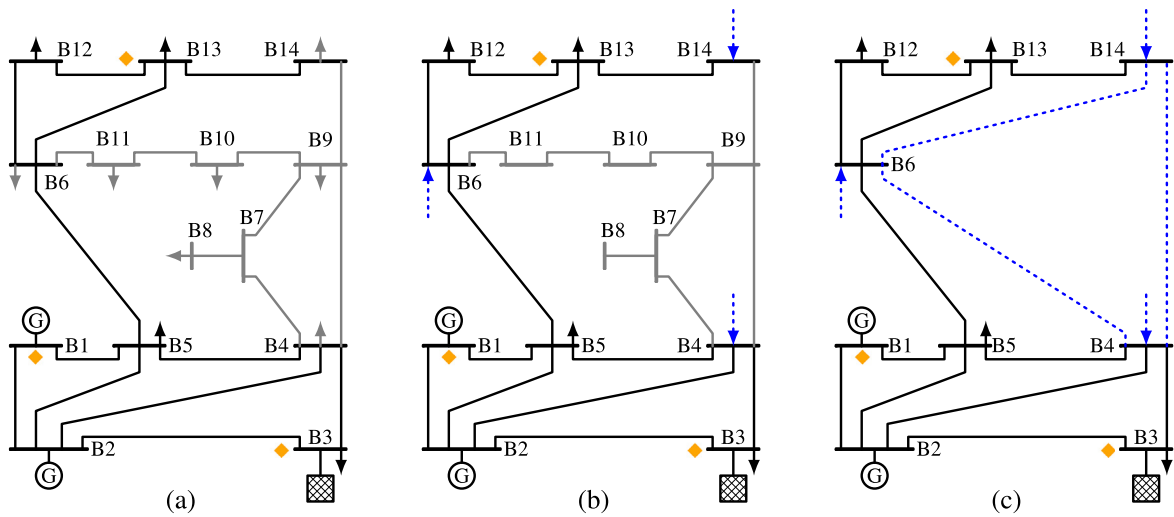 B12 B13 B14
B11 B10 B9
B6
B8 B7
G
B1 B5 B4
B2 B3
G
(a)
B12 B13 B14
B11 B10 B9
B6
B8 B7
G
B1 B5 B4
B2 B3
G
(b)
B12 B13 B14
B6
G
B1 B5 B4
B2 B3
G
(c)